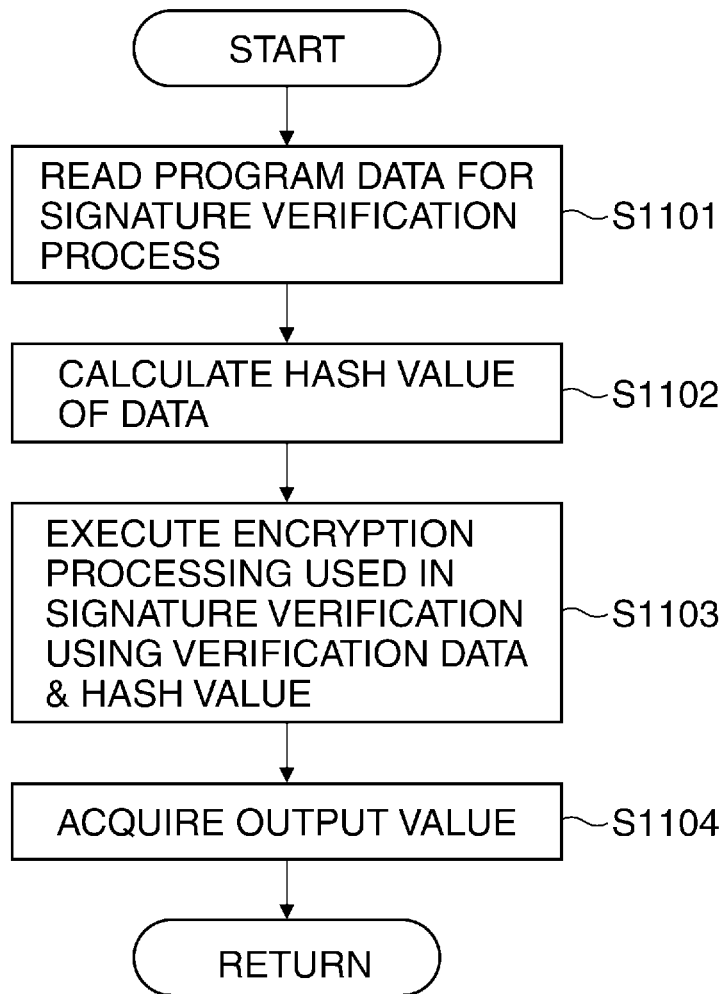 START
READ PROGRAM DATA FOR
SIGNATURE VERIFICATION
PROCESS
S1101
CALCULATE HASH VALUE
OF DATA
S1102
EXECUTE ENCRYPTION
PROCESSING USED IN
SIGNATURE VERIFICATION
USING VERIFICATION DATA
& HASH VALUE
S1103
ACQUIRE OUTPUT VALUE
S1104
RETURN